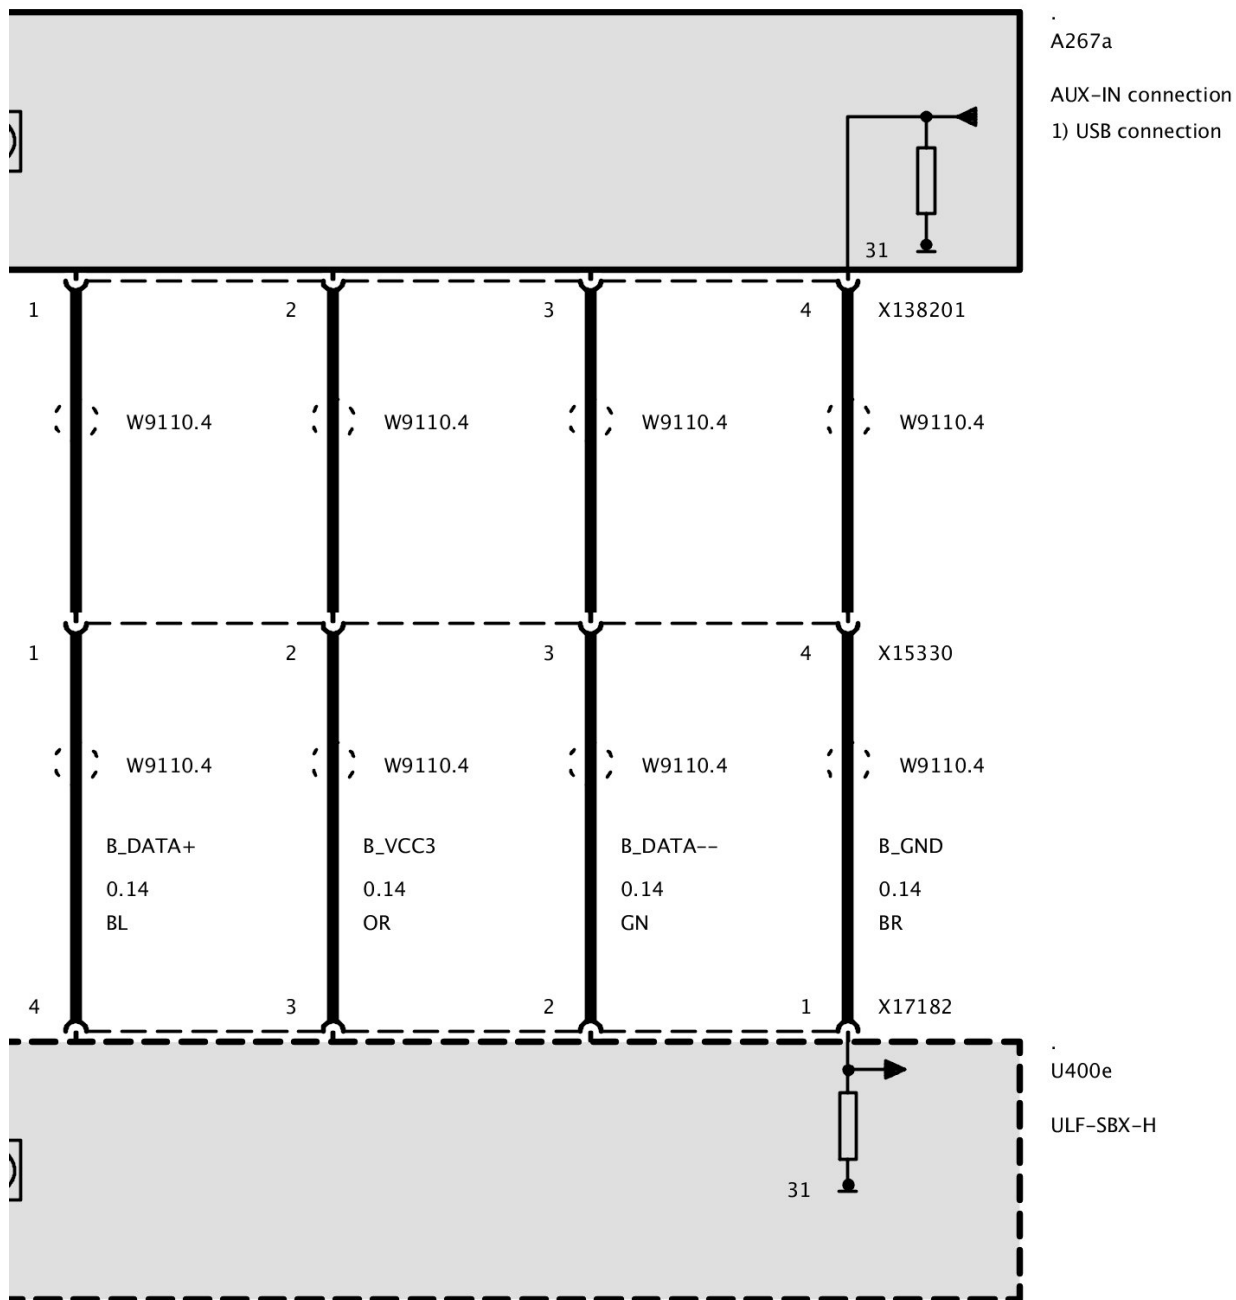 .
A267a
AUX-IN connection
1) USB connection
31
1 2 3 4 X138201
W9110.4 W9110.4 W9110.4 W9110.4
1 2 3 4 X15330
W9110.4 W9110.4 W9110.4 W9110.4
B_DATA+ B_VCC3 B_DATA-- B_GND
0.14 0.14 0.14 0.14
BL OR GN BR
4 3 2 1 X17182
.
U400e
ULF-SBX-H
31